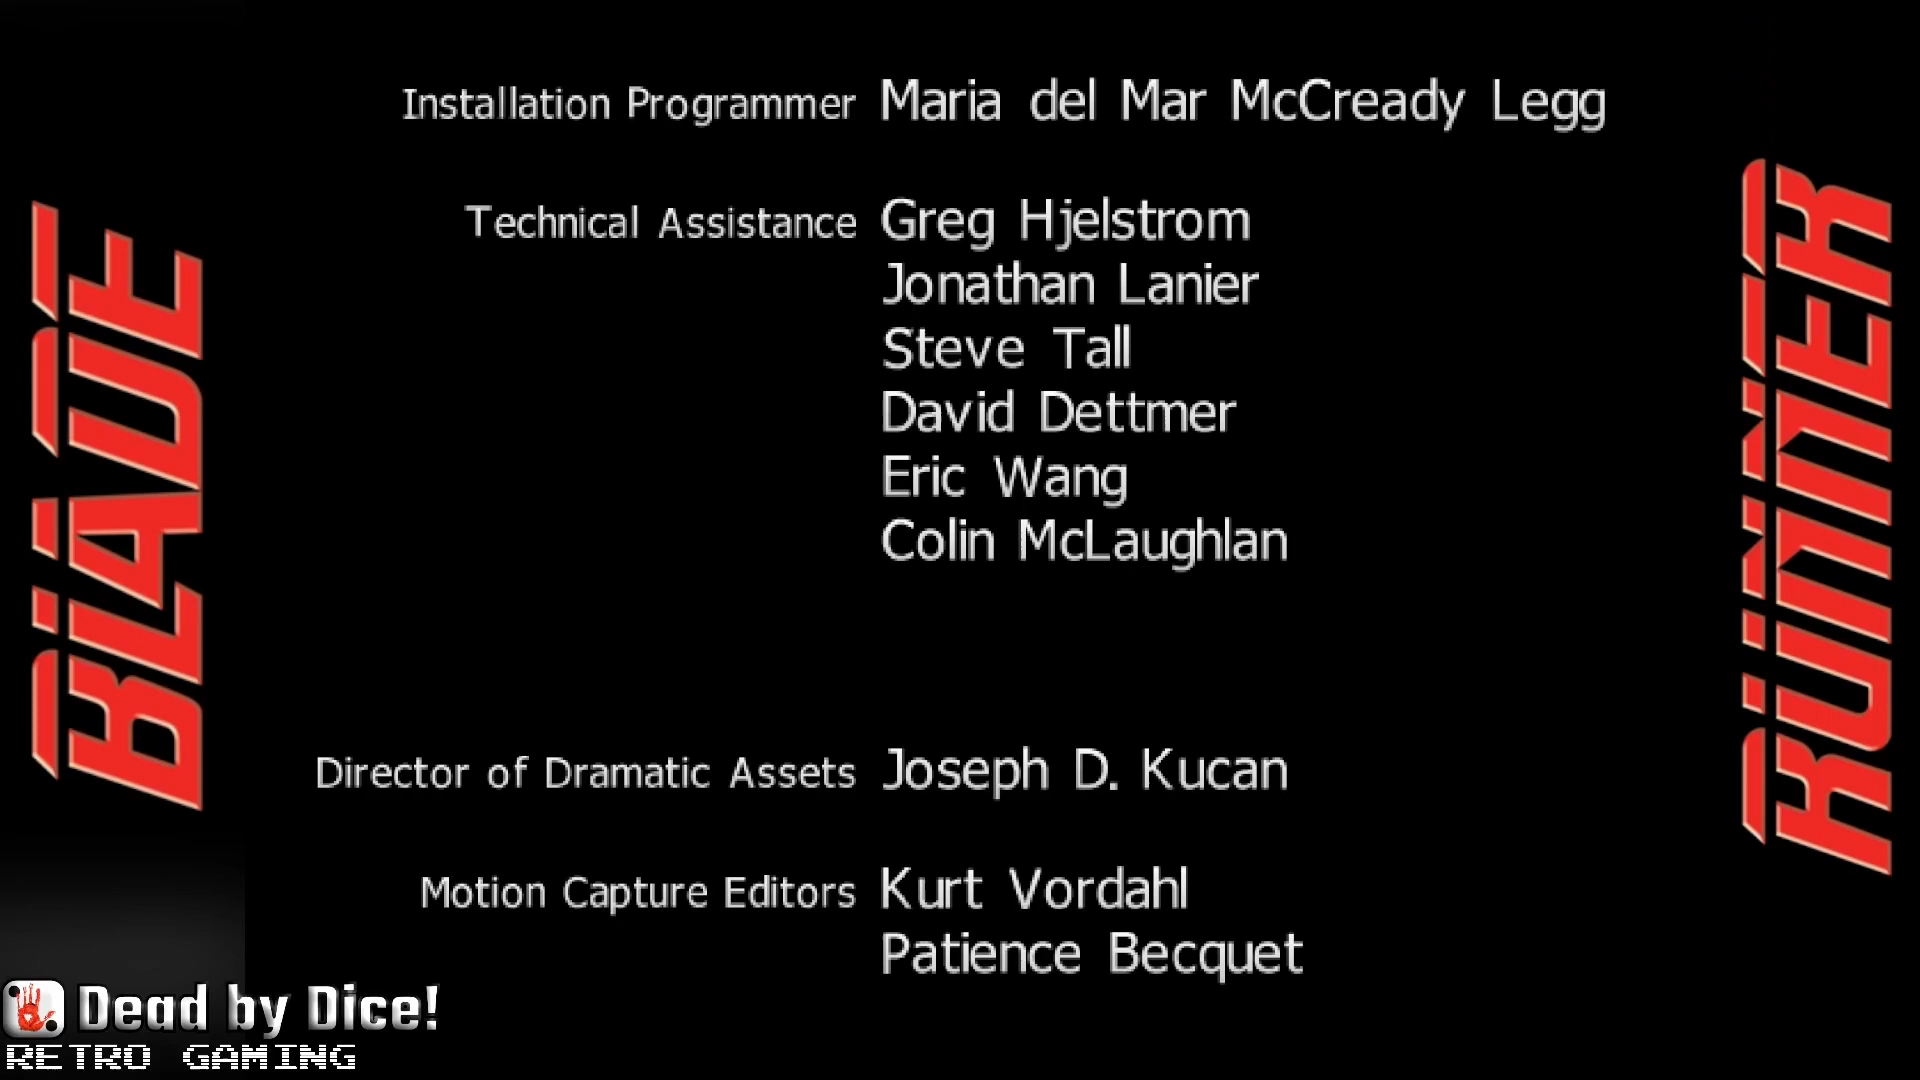 BLADE
Installation Programmer Maria del Mar McCready Legg
Technical Assistance Greg Hjelstrom
Jonathan Lanier
Steve Tall
David Dettmer
Eric Wang
Colin McLaughlan
Director of Dramatic Assets Joseph D. Kucan
Motion Capture Editors Kurt Vordahl
Patience Becquet
RUNNER
Dead by Dice!
RETRO GAMING